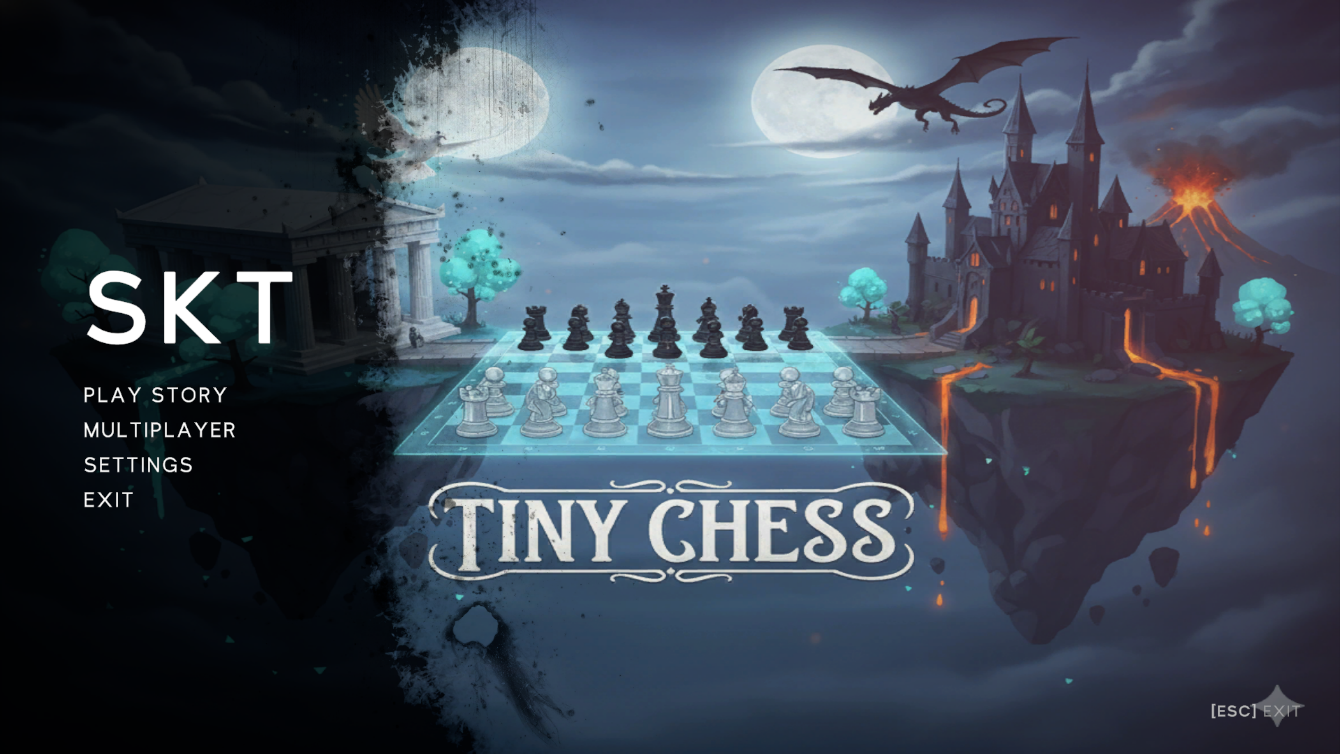 SKT
PLAY STORY
MULTIPLAYER
SETTINGS
EXIT
TINY CHESS
[ESC] EXIT